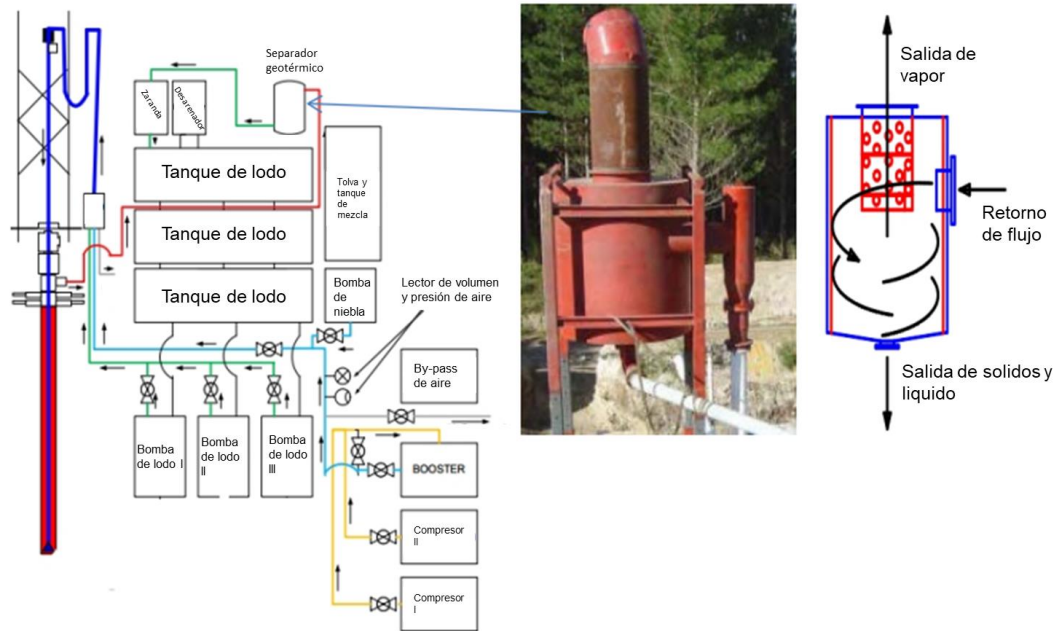 Separador
geotérmico
Zaranda
Desarenador
Tanque de lodo
Tolva y
tanque de
mezcla
Tanque de lodo
Tanque de lodo
Bomba
de
niebla
Lector de volumen
y presión de aire
By-pass
de aire
Bomba
de lodo I
Bomba
de lodo
II
Bomba
de lodo
III
BOOSTER
Compresor
II
Compresor
I
Salida de
vapor
Retorno
de flujo
Salida de solidos y
liquido